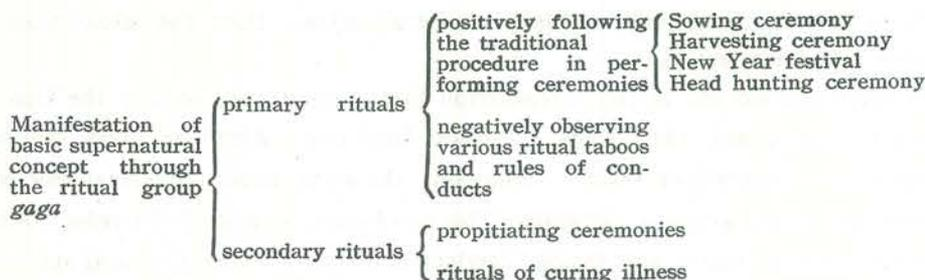 Manifestation of
basic supernatural
concept through
the ritual group
gaga
primary rituals
positively following
the traditional
procedure in per-
forming ceremonies
Sowing ceremony
Harvesting ceremony
New Year festival
Head hunting ceremony
negatively observing
various ritual taboos
and rules of con-
ducts
secondary rituals
propitiating ceremonies
rituals of curing illness